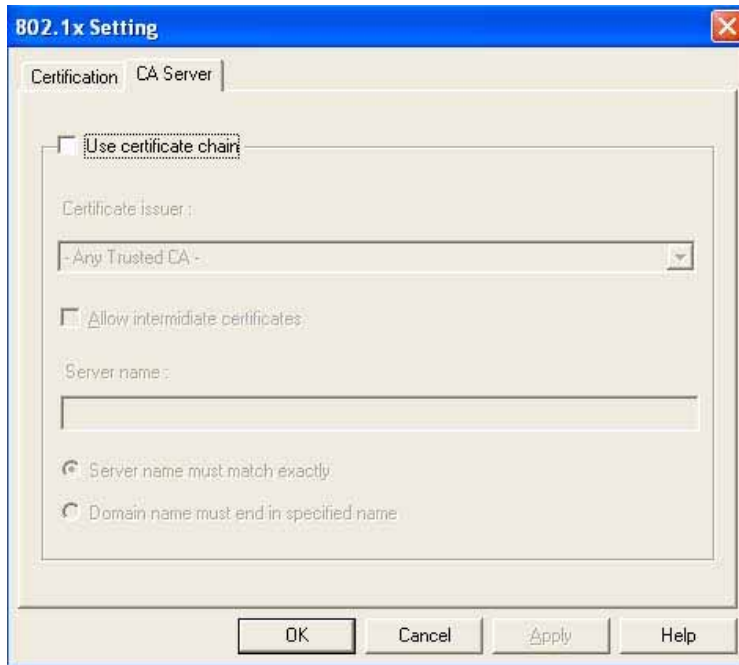 802.1x Setting
Certification
CA Server
Use certificate chain
Certificate issuer :
- Any Trusted CA -
Allow intermidiate certificates
Server name :
Server name must match exactly
Domain name must end in specified name
OK
Cancel
Apply
Help